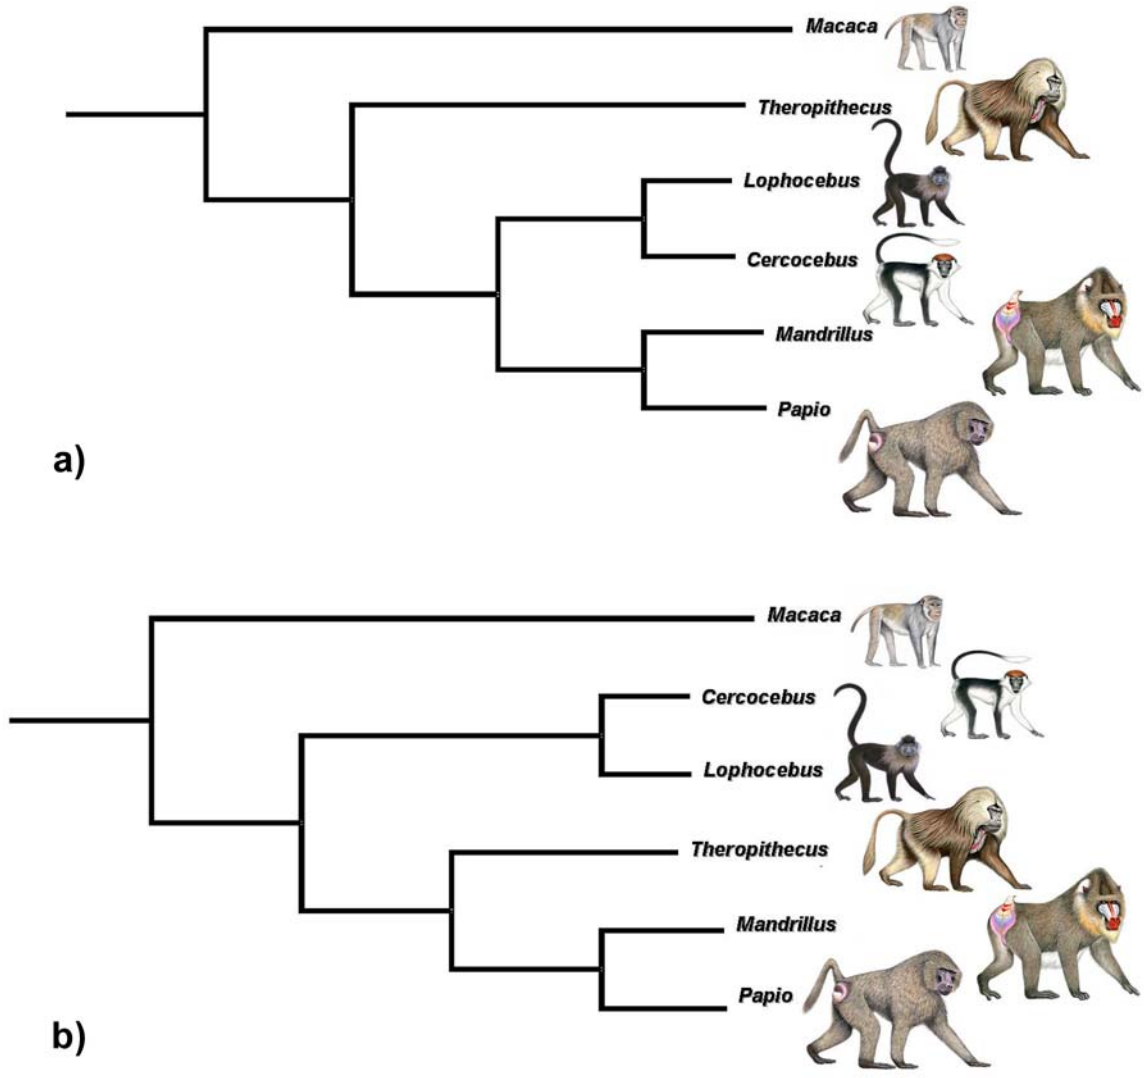 Macaca
Theropithecus
Lophocebus
Cercocebus
Mandrillus
Papio
a)
Macaca
Cercocebus
Lophocebus
Theropithecus
Mandrillus
Papio
b)